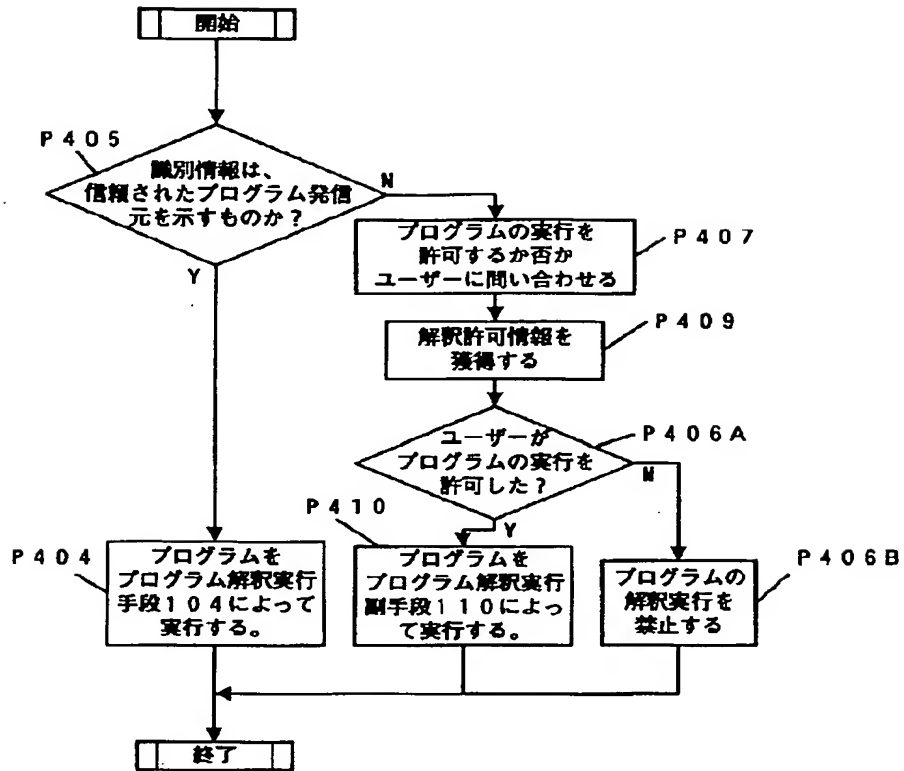 開始
P405
識別情報は、
信頼されたプログラム発信
元を示すものか?
N
Y
プログラムの実行を
許可するか否か
ユーザーに問い合わせる
P407
解釈許可情報を
獲得する
P409
ユーザーが
プログラムの実行を
許可した?
P406A
N
Y
P404
プログラムを
プログラム解釈実行
手段104によって
実行する。
P410
プログラムを
プログラム解釈実行
副手段110によっ
て実行する。
プログラムの
解釈実行を
禁止する
P406B
終了